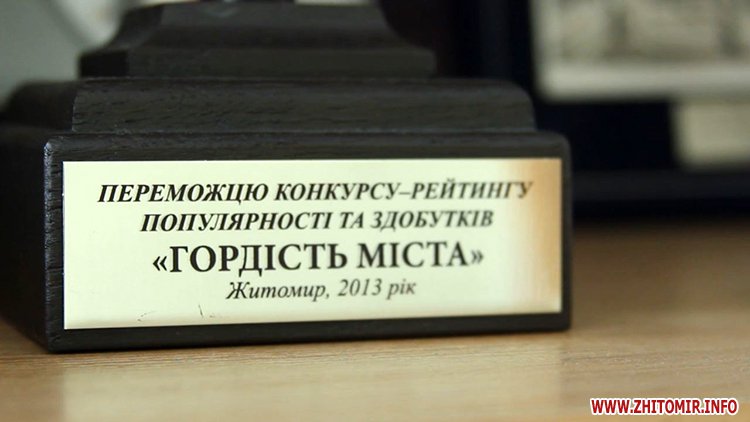 ПЕРЕМОЖЦЮ КОНКУРСУ–РЕЙТИНГУ
ПОПУЛЯРНОСТІ ТА ЗДОБУТКІВ
«ГОРДІСТЬ МІСТА»
Житомир, 2013 рік
WWW.ZHITOMIR.INFO